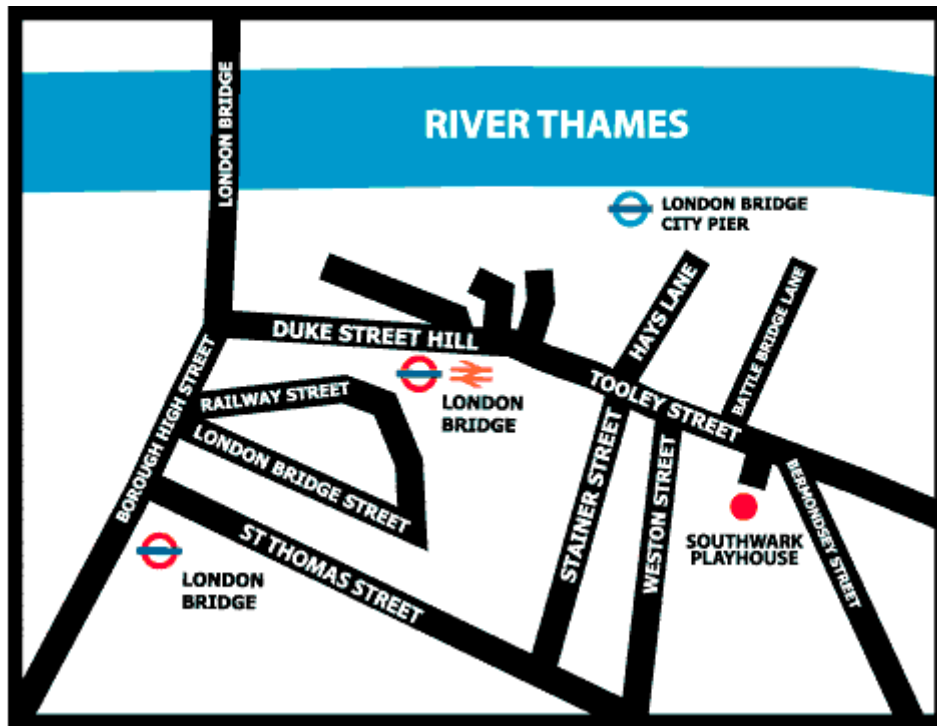 LONDON BRIDGE
RIVER THAMES
LONDON BRIDGE
CITY PIER
HAYS LANE
BATTLE BRIDGE LANE
DUKE STREET HILL
TOOLEY STREET
BOROUGH HIGH STREET
RAILWAY STREET
LONDON
BRIDGE
LONDON BRIDGE STREET
STAINER STREET
WESTON STREET
BERMONDSEY STREET
SOUTHWARK
PLAYHOUSE
ST THOMAS STREET
LONDON
BRIDGE